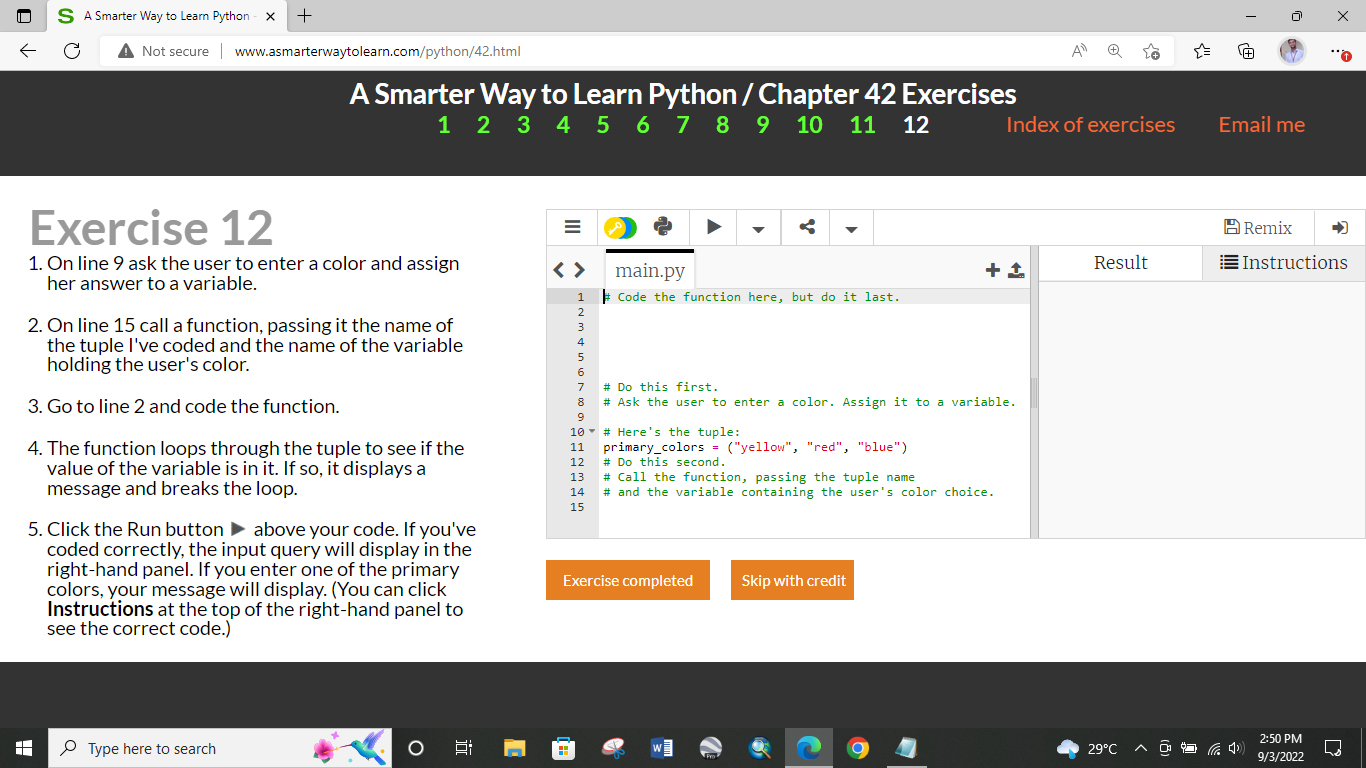 A Smarter Way to Learn Python -
Not secure
www.asmarterwaytolearn.com/python/42.html
A Smarter Way to Learn Python / Chapter 42 Exercises
1 2 3 4 5 6 7 8 9 10 11 12
Index of exercises
Email me
Exercise 12
1. On line 9 ask the user to enter a color and assign
her answer to a variable.
2. On line 15 call a function, passing it the name of
the tuple I've coded and the name of the variable
holding the user's color.
3. Go to line 2 and code the function.
4. The function loops through the tuple to see if the
value of the variable is in it. If so, it displays a
message and breaks the loop.
5. Click the Run button above your code. If you've
coded correctly, the input query will display in the
right-hand panel. If you enter one of the primary
colors, your message will display. (You can click
Instructions at the top of the right-hand panel to
see the correct code.)
Remix
main.py
Result
Instructions
1 # Code the function here, but do it last.
2
3
4
5
6
7 # Do this first.
8 # Ask the user to enter a color. Assign it to a variable.
9
10 # Here's the tuple:
11 primary_colors = ("yellow", "red", "blue")
12 # Do this second.
13 # Call the function, passing the tuple name
14 # and the variable containing the user's color choice.
15
Exercise completed
Skip with credit
Type here to search
29°C
2:50 PM
9/3/2022